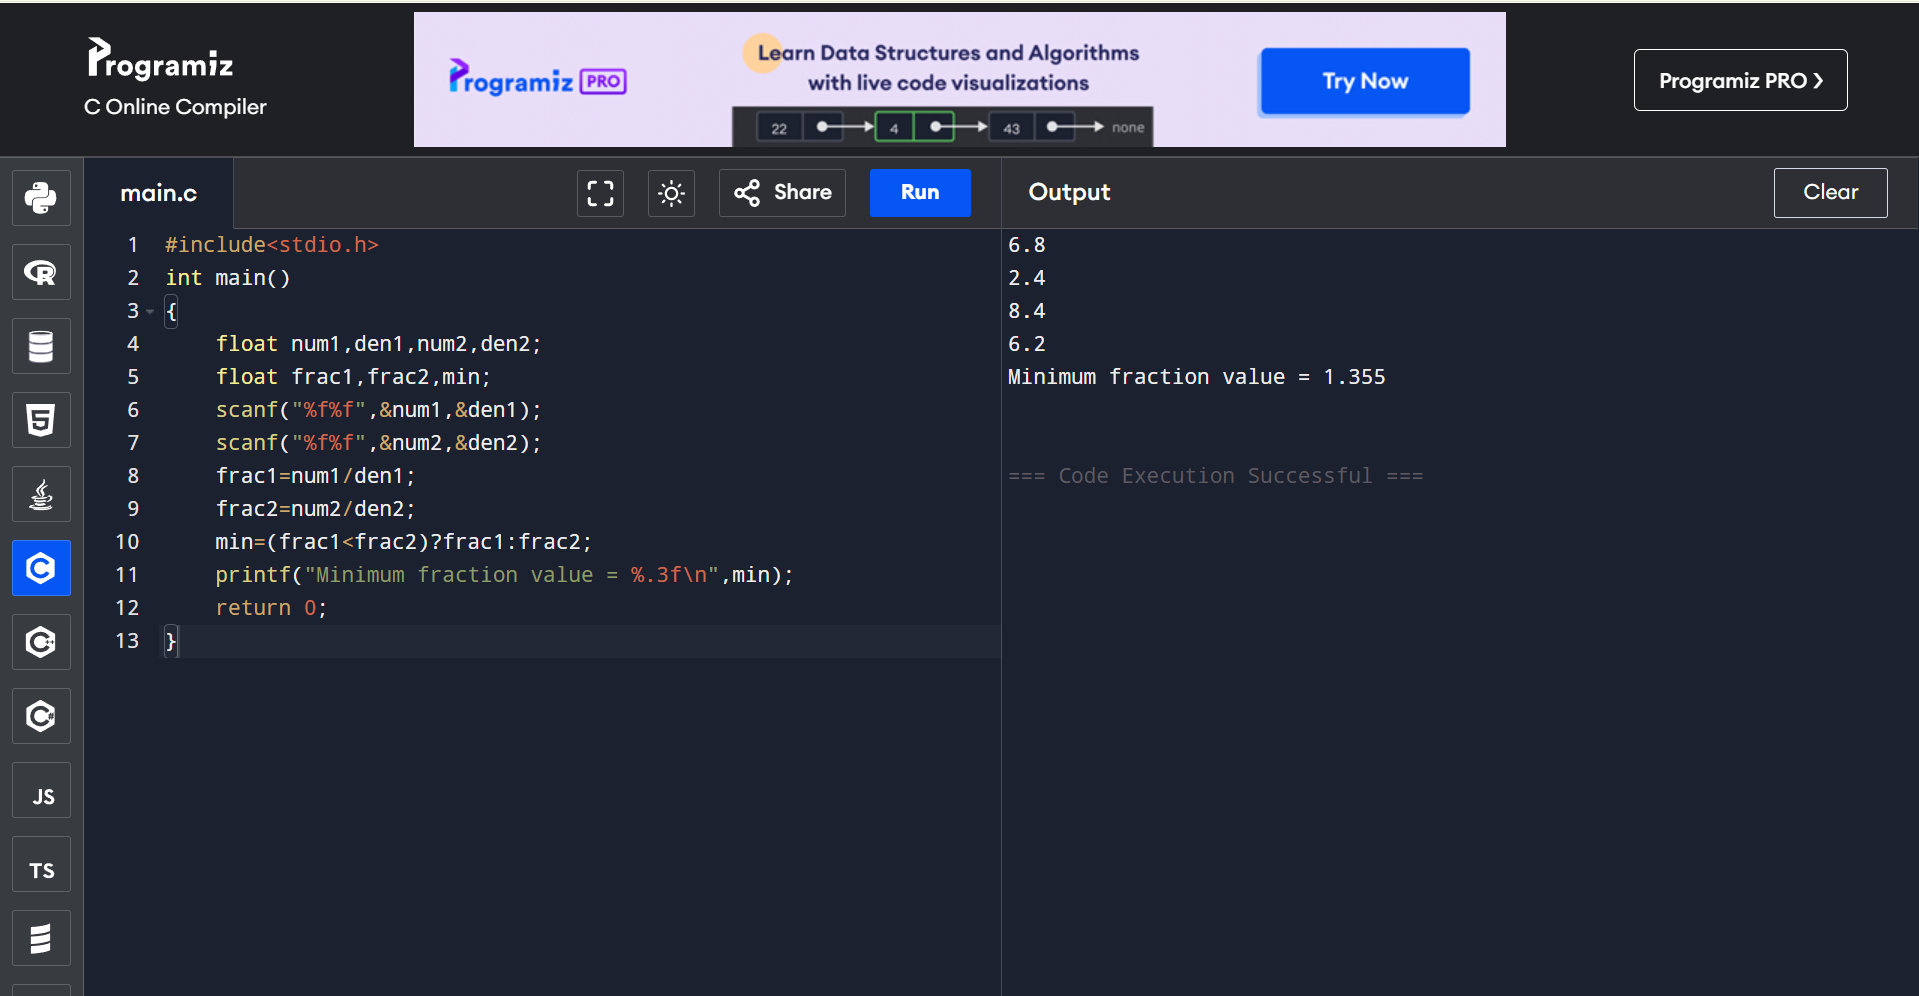 Programiz
C Online Compiler
Programiz PRO
Learn Data Structures and Algorithms
with live code visualizations
22 4 43 none
Try Now
Programiz PRO ❯
main.c
Share
Run
Output
Clear
1 #include<stdio.h>
2 int main()
3 {
4     float num1,den1,num2,den2;
5     float frac1,frac2,min;
6     scanf("%f%f",&num1,&den1);
7     scanf("%f%f",&num2,&den2);
8     frac1=num1/den1;
9     frac2=num2/den2;
10     min=(frac1<frac2)?frac1:frac2;
11     printf("Minimum fraction value = %.3f\n",min);
12     return 0;
13 }
6.8
2.4
8.4
6.2
Minimum fraction value = 1.355
=== Code Execution Successful ===
R
5
C
C++
C#
JS
TS